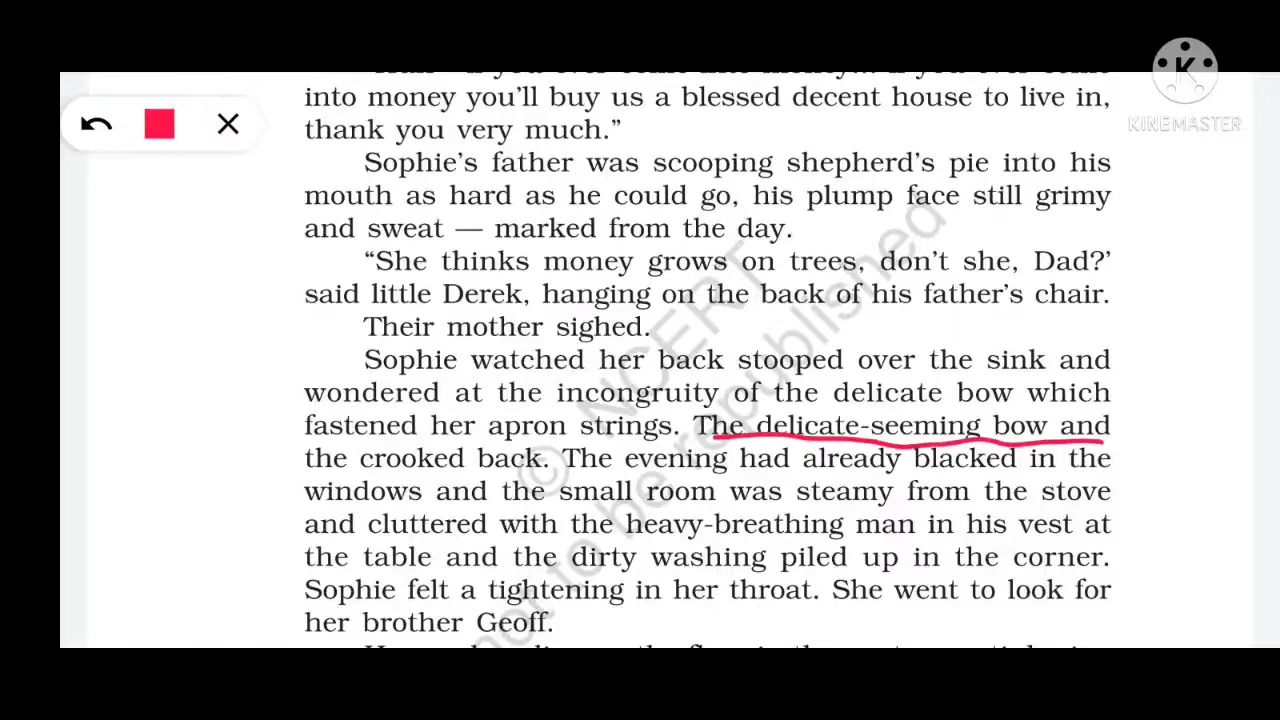 into money you'll buy us a blessed decent house to live in,
thank you very much."
Sophie's father was scooping shepherd's pie into his
mouth as hard as he could go, his plump face still grimy
and sweat — marked from the day.
"She thinks money grows on trees, don't she, Dad?'
said little Derek, hanging on the back of his father's chair.
Their mother sighed.
Sophie watched her back stooped over the sink and
wondered at the incongruity of the delicate bow which
fastened her apron strings. The delicate-seeming bow and
the crooked back. The evening had already blacked in the
windows and the small room was steamy from the stove
and cluttered with the heavy-breathing man in his vest at
the table and the dirty washing piled up in the corner.
Sophie felt a tightening in her throat. She went to look for
her brother Geoff.
© NCERT
not to be republished
K
KINEMASTER